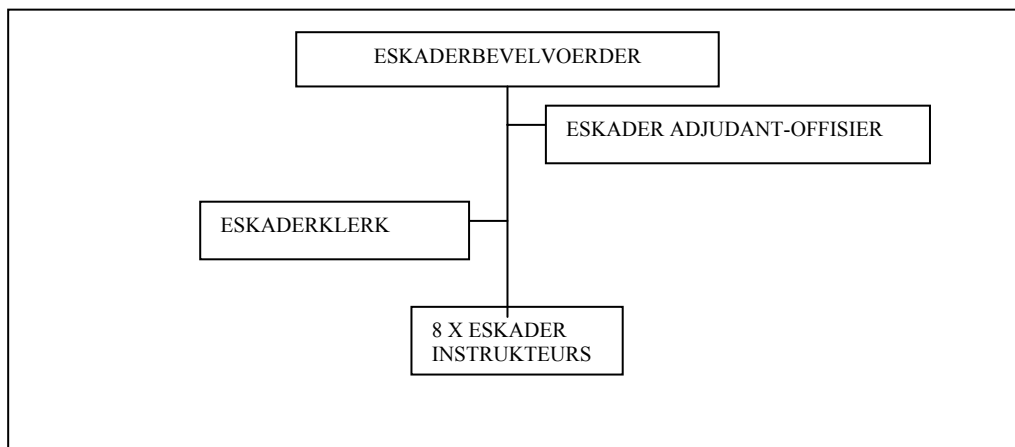 ESKADERBEVELVOERDER
ESKADER ADJUDANT-OFFISIER
ESKADERKLERK
8 X ESKADER
INSTRUKTEURS